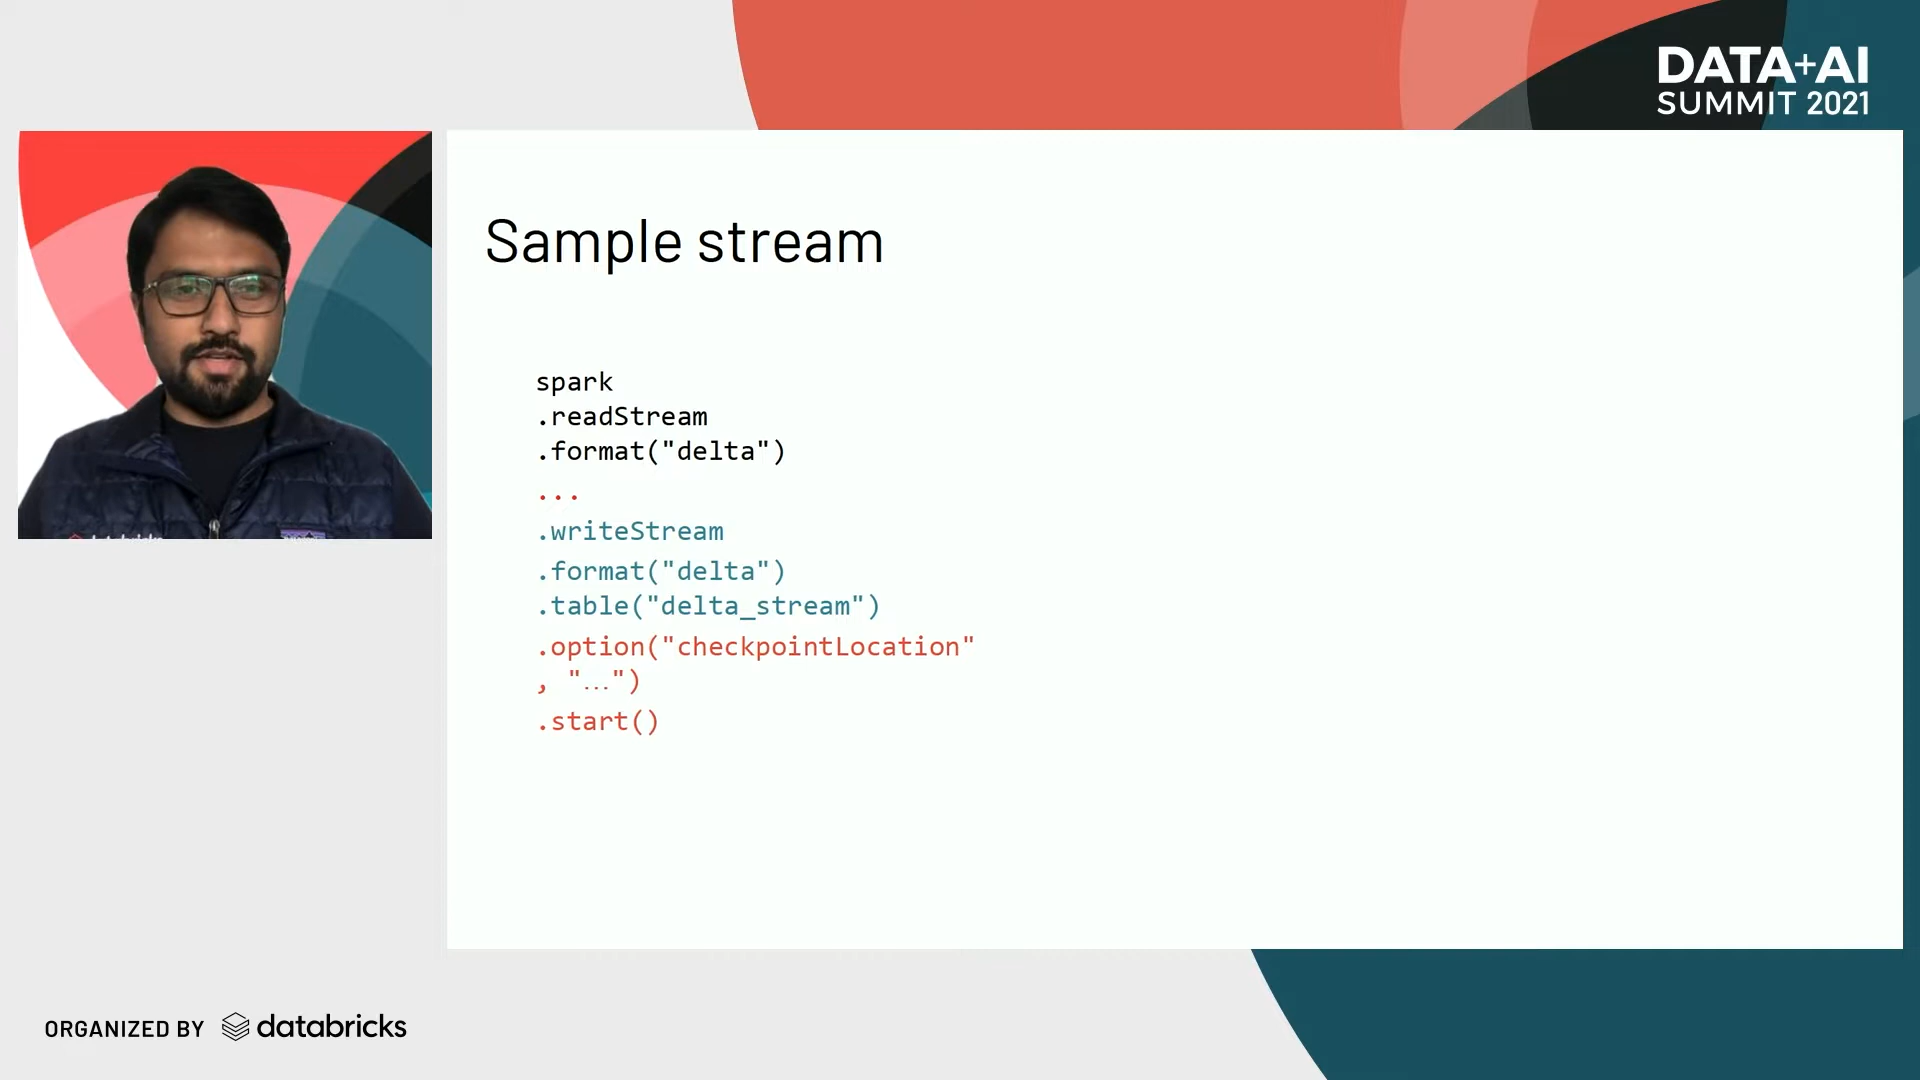 DATA+AI
SUMMIT 2021
Sample stream
spark
.readStream
.format("delta")
...
.writeStream
.format("delta")
.table("delta_stream")
.option("checkpointLocation"
, "...")
.start()
databricks
ORGANIZED BY databricks